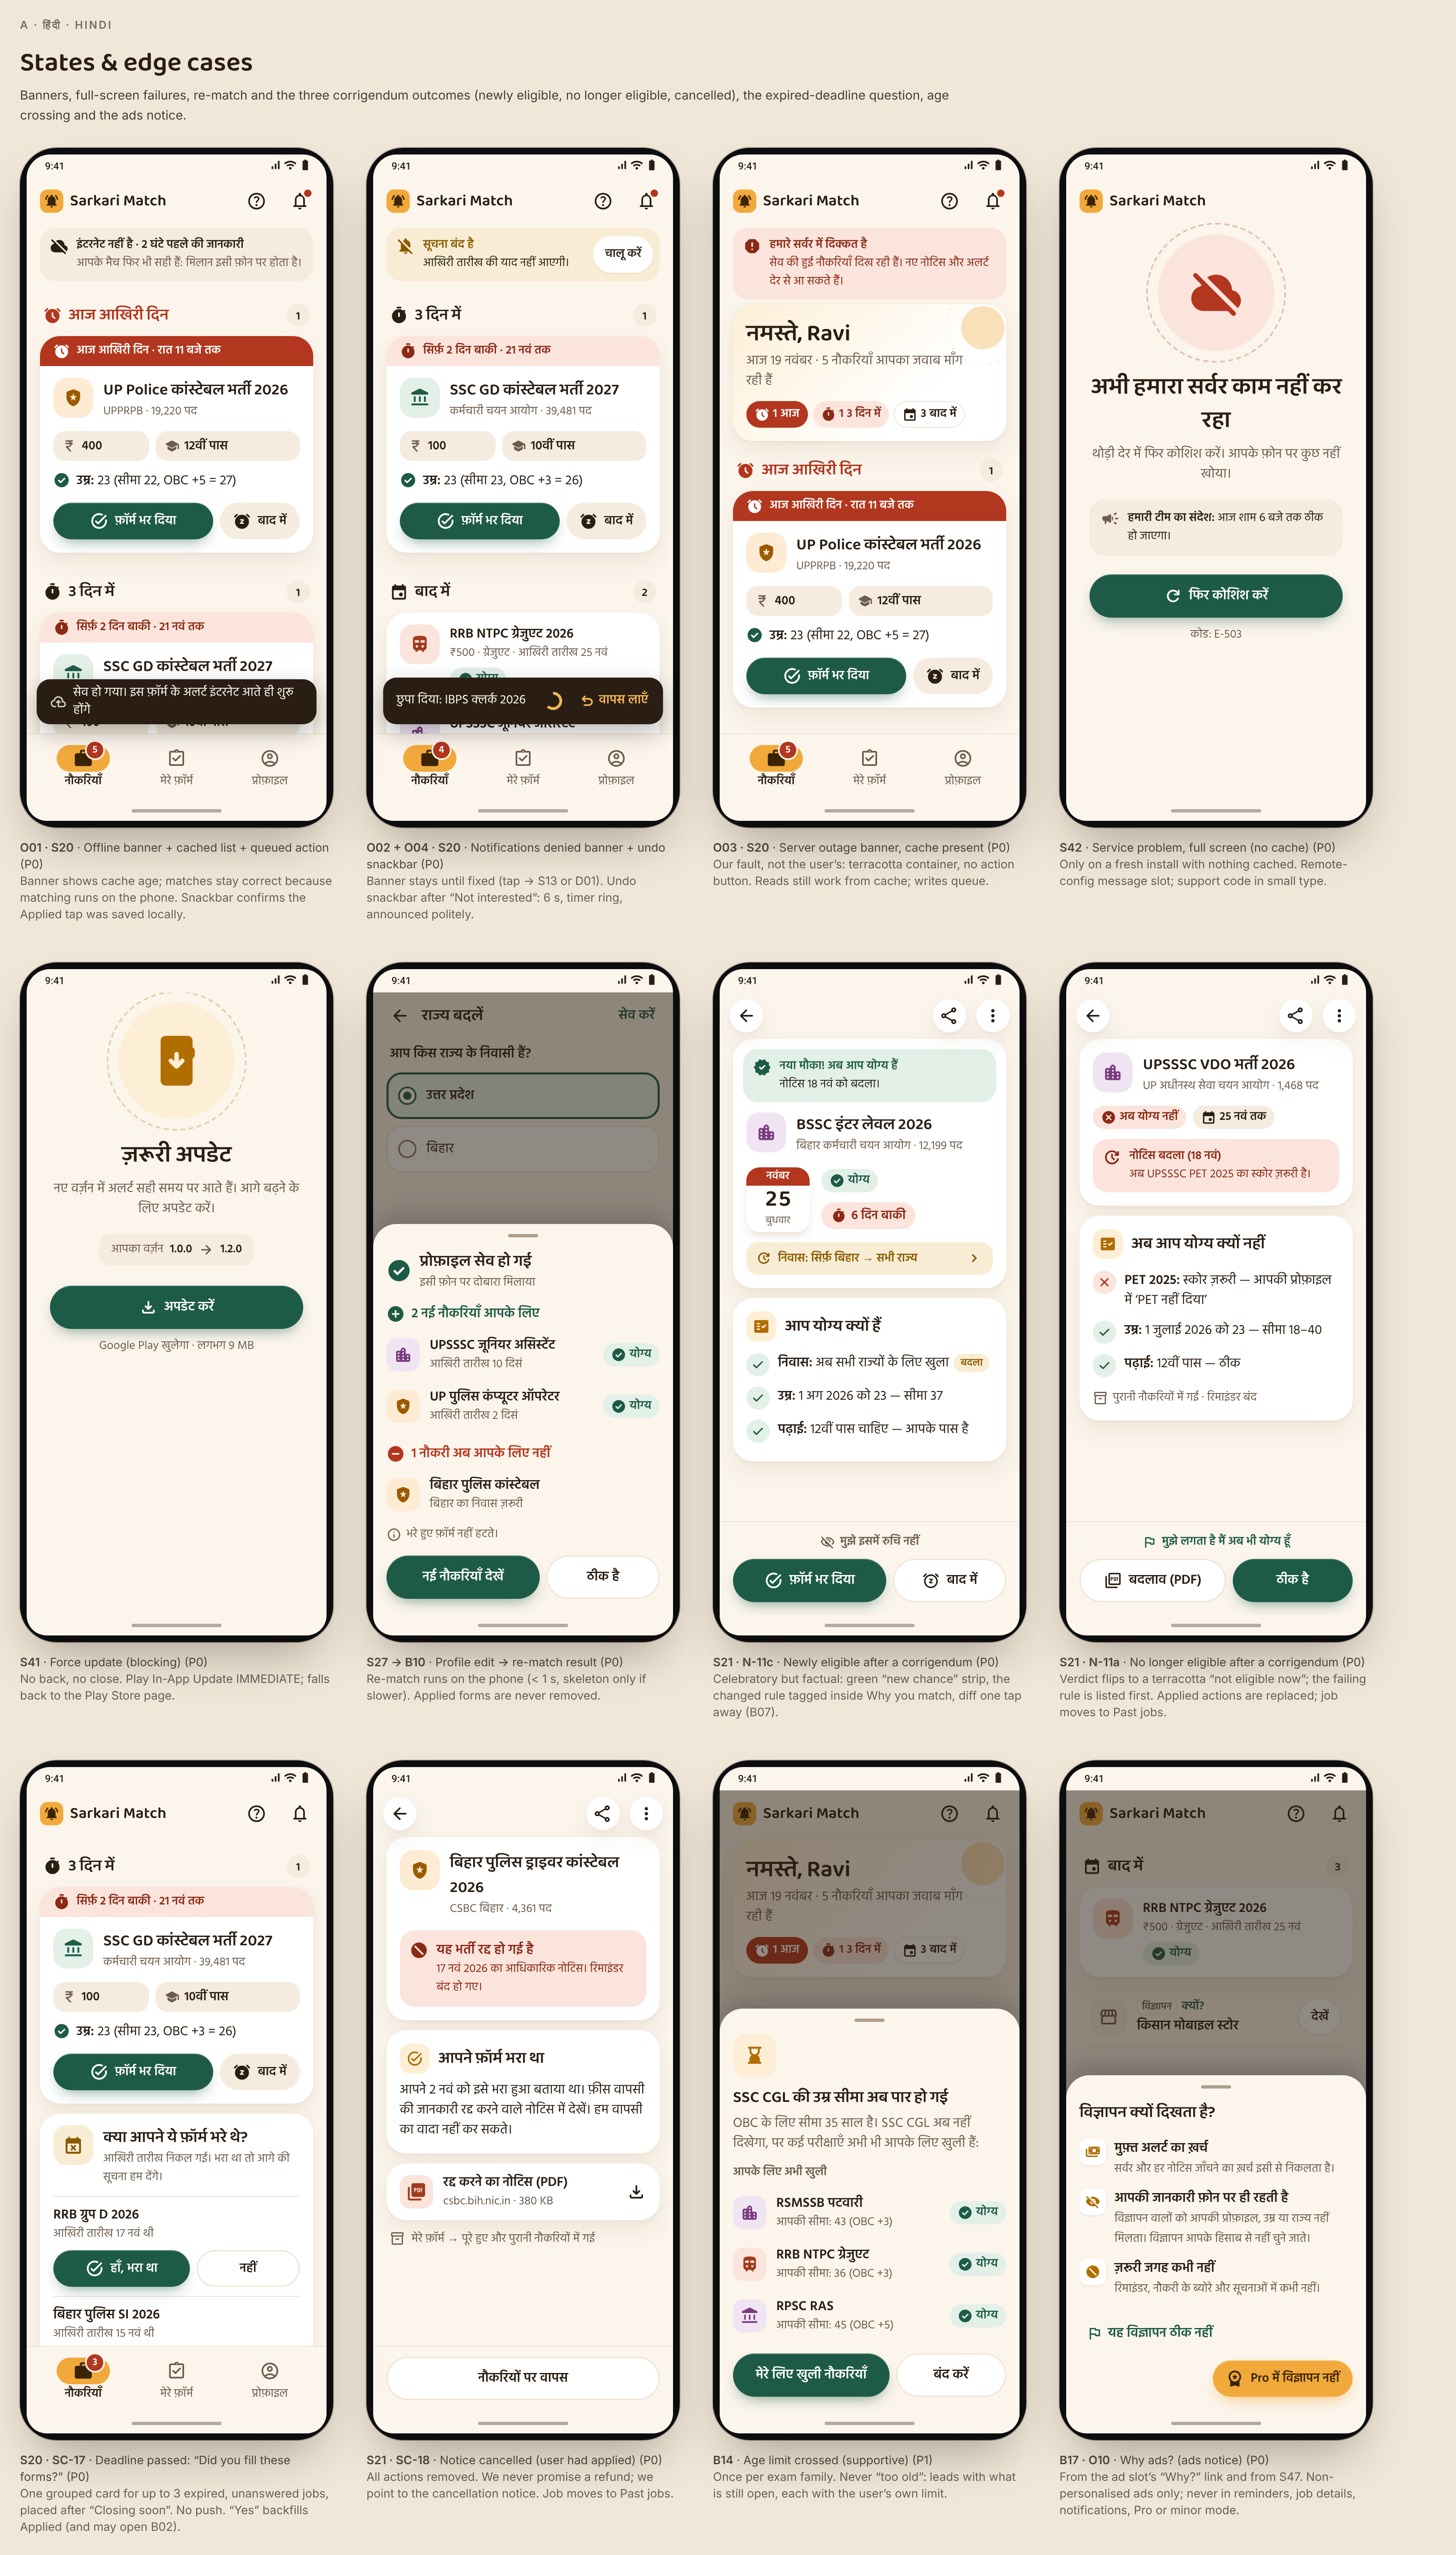 A · हिंदी · HINDI
States & edge cases
Banners, full-screen failures, re-match and the three corrigendum outcomes (newly eligible, no longer eligible, cancelled), the expired-deadline question, age
crossing and the ads notice.
9:41
Sarkari Match
इंटरनेट नहीं है · 2 घंटे पहले की जानकारी
आपके मैच फिर भी सही हैं: मिलान इसी फ़ोन पर होता है।
आज आखिरी दिन
1
आज आखिरी दिन · रात 11 बजे तक
UP Police कांस्टेबल भर्ती 2026
UPPRPB · 19,220 पद
₹ 400
12वीं पास
उम्र: 23 (सीमा 22, OBC +5 = 27)
फ़ॉर्म भर दिया
बाद में
3 दिन में
1
सिर्फ़ 2 दिन बाकी · 21 नवं तक
SSC GD कांस्टेबल भर्ती 2027
सेव हो गया। इस फ़ॉर्म के अलर्ट इंटरनेट आते ही शुरू
होंगे
5
नौकरियाँ
मेरे फ़ॉर्म
प्रोफ़ाइल
O01 · S20 · Offline banner + cached list + queued action
(P0)
Banner shows cache age; matches stay correct because
matching runs on the phone. Snackbar confirms the
Applied tap was saved locally.
9:41
Sarkari Match
सूचना बंद है
आखिरी तारीख की याद नहीं आएगी।
चालू करें
3 दिन में
1
सिर्फ़ 2 दिन बाकी · 21 नवं तक
SSC GD कांस्टेबल भर्ती 2027
कर्मचारी चयन आयोग · 39,481 पद
₹ 100
10वीं पास
उम्र: 23 (सीमा 23, OBC +3 = 26)
फ़ॉर्म भर दिया
बाद में
बाद में
2
RRB NTPC ग्रेजुएट 2026
₹500 · ग्रेजुएट · आखिरी तारीख 25 नवं
छुपा दिया: IBPS क्लर्क 2026
वापस लाएँ
4
नौकरियाँ
मेरे फ़ॉर्म
प्रोफ़ाइल
O02 + O04 · S20 · Notifications denied banner + undo
snackbar (P0)
Banner stays until fixed (tap → S13 or D01). Undo
snackbar after “Not interested”: 6 s, timer ring,
announced politely.
9:41
Sarkari Match
हमारे सर्वर में दिक्कत है
सेव की हुई नौकरियाँ दिख रही हैं। नए नोटिस और अलर्ट
देर से आ सकते हैं।
नमस्ते, Ravi
आज 19 नवंबर · 5 नौकरियाँ आपका जवाब माँग
रही हैं
1 आज
1 3 दिन में
3 बाद में
आज आखिरी दिन
1
आज आखिरी दिन · रात 11 बजे तक
UP Police कांस्टेबल भर्ती 2026
UPPRPB · 19,220 पद
₹ 400
12वीं पास
उम्र: 23 (सीमा 22, OBC +5 = 27)
फ़ॉर्म भर दिया
बाद में
5
नौकरियाँ
मेरे फ़ॉर्म
प्रोफ़ाइल
O03 · S20 · Server outage banner, cache present (P0)
Our fault, not the user’s: terracotta container, no action
button. Reads still work from cache; writes queue.
9:41
Sarkari Match
अभी हमारा सर्वर काम नहीं कर
रहा
थोड़ी देर में फिर कोशिश करें। आपके फ़ोन पर कुछ नहीं
खोया।
हमारी टीम का संदेश: आज शाम 6 बजे तक ठीक
हो जाएगा।
फिर कोशिश करें
कोड: E-503
S42 · Service problem, full screen (no cache) (P0)
Only on a fresh install with nothing cached. Remote-
config message slot; support code in small type.
9:41
ज़रूरी अपडेट
नए वर्ज़न में अलर्ट सही समय पर आते हैं। आगे बढ़ने के
लिए अपडेट करें।
आपका वर्ज़न 1.0.0 → 1.2.0
अपडेट करें
Google Play खुलेगा · लगभग 9 MB
S41 · Force update (blocking) (P0)
No back, no close. Play In-App Update IMMEDIATE; falls
back to the Play Store page.
9:41
राज्य बदलें
सेव करें
आप किस राज्य के निवासी हैं?
उत्तर प्रदेश
बिहार
प्रोफ़ाइल सेव हो गई
इसी फ़ोन पर दोबारा मिलाया
2 नई नौकरियाँ आपके लिए
UPSSSC जूनियर असिस्टेंट
आखिरी तारीख 10 दिसं
योग्य
UP पुलिस कंप्यूटर ऑपरेटर
आखिरी तारीख 2 दिसं
योग्य
1 नौकरी अब आपके लिए नहीं
बिहार पुलिस कांस्टेबल
बिहार का निवास ज़रूरी
भरे हुए फ़ॉर्म नहीं हटते।
नई नौकरियाँ देखें
ठीक है
S27 → B10 · Profile edit → re-match result (P0)
Re-match runs on the phone (< 1 s, skeleton only if
slower). Applied forms are never removed.
9:41
नया मौका! अब आप योग्य हैं
नोटिस 18 नवं को बदला।
BSSC इंटर लेवल 2026
बिहार कर्मचारी चयन आयोग · 12,199 पद
नवंबर
25
बुधवार
योग्य
6 दिन बाकी
निवास: सिर्फ़ बिहार → सभी राज्य
आप योग्य क्यों हैं
निवास: अब सभी राज्यों के लिए खुला बदला
उम्र: 1 अग 2026 को 23 — सीमा 37
पढ़ाई: 12वीं पास चाहिए — आपके पास है
मुझे इसमें रुचि नहीं
फ़ॉर्म भर दिया
बाद में
S21 · N-11c · Newly eligible after a corrigendum (P0)
Celebratory but factual: green “new chance” strip, the
changed rule tagged inside Why you match, diff one tap
away (B07).
9:41
UPSSSC VDO भर्ती 2026
UP अधीनस्थ सेवा चयन आयोग · 1,468 पद
अब योग्य नहीं
25 नवं तक
नोटिस बदला (18 नवं)
अब UPSSSC PET 2025 का स्कोर ज़रूरी है।
अब आप योग्य क्यों नहीं
PET 2025: स्कोर ज़रूरी — आपकी प्रोफ़ाइल
में ‘PET नहीं दिया’
उम्र: 1 जुलाई 2026 को 23 — सीमा 18–40
पढ़ाई: 12वीं पास — ठीक
पुरानी नौकरियों में गई · रिमाइंडर बंद
मुझे लगता है मैं अब भी योग्य हूँ
बदलाव (PDF)
ठीक है
S21 · N-11a · No longer eligible after a corrigendum (P0)
Verdict flips to a terracotta “not eligible now”; the failing
rule is listed first. Applied actions are replaced; job
moves to Past jobs.
9:41
Sarkari Match
3 दिन में
1
सिर्फ़ 2 दिन बाकी · 21 नवं तक
SSC GD कांस्टेबल भर्ती 2027
कर्मचारी चयन आयोग · 39,481 पद
₹ 100
10वीं पास
उम्र: 23 (सीमा 23, OBC +3 = 26)
फ़ॉर्म भर दिया
बाद में
क्या आपने ये फ़ॉर्म भरे थे?
आखिरी तारीख निकल गई। भरा था तो आगे की
सूचना हम देंगे।
RRB ग्रुप D 2026
आखिरी तारीख 17 नवं थी
हाँ, भरा था
नहीं
बिहार पुलिस SI 2026
आखिरी तारीख 15 नवं थी
3
नौकरियाँ
मेरे फ़ॉर्म
प्रोफ़ाइल
S20 · SC-17 · Deadline passed: “Did you fill these
forms?” (P0)
One grouped card for up to 3 expired, unanswered jobs,
placed after “Closing soon”. No push. “Yes” backfills
Applied (and may open B02).
9:41
बिहार पुलिस ड्राइवर कांस्टेबल
2026
CSBC बिहार · 4,361 पद
यह भर्ती रद्द हो गई है
17 नवं 2026 का आधिकारिक नोटिस। रिमाइंडर
बंद हो गए।
आपने फ़ॉर्म भरा था
आपने 2 नवं को इसे भरा हुआ बताया था। फ़ीस वापसी
की जानकारी रद्द करने वाले नोटिस में देखें। हम वापसी
का वादा नहीं कर सकते।
रद्द करने का नोटिस (PDF)
csbc.bih.nic.in · 380 KB
मेरे फ़ॉर्म → पूरे हुए और पुरानी नौकरियों में गई
नौकरियों पर वापस
S21 · SC-18 · Notice cancelled (user had applied) (P0)
All actions removed. We never promise a refund; we
point to the cancellation notice. Job moves to Past jobs.
9:41
Sarkari Match
नमस्ते, Ravi
आज 19 नवंबर · 5 नौकरियाँ आपका जवाब माँग
रही हैं
1 आज
1 3 दिन में
3 बाद में
SSC CGL की उम्र सीमा अब पार हो गई
OBC के लिए सीमा 35 साल है। SSC CGL अब नहीं
दिखेगा, पर कई परीक्षाएँ अभी भी आपके लिए खुली हैं:
आपके लिए अभी खुली
RSMSSB पटवारी
आपकी सीमा: 43 (OBC +3)
योग्य
RRB NTPC ग्रेजुएट
आपकी सीमा: 36 (OBC +3)
योग्य
RPSC RAS
आपकी सीमा: 45 (OBC +5)
योग्य
मेरे लिए खुली नौकरियाँ
बंद करें
B14 · Age limit crossed (supportive) (P1)
Once per exam family. Never “too old”: leads with what
is still open, each with the user’s own limit.
9:41
Sarkari Match
बाद में
3
RRB NTPC ग्रेजुएट 2026
₹500 · ग्रेजुएट · आखिरी तारीख 25 नवं
योग्य
विज्ञापन क्यों?
किसान मोबाइल स्टोर
देखें
विज्ञापन क्यों दिखता है?
मुफ़्त अलर्ट का ख़र्च
सर्वर और हर नोटिस जाँचने का ख़र्च इसी से निकलता है।
आपकी जानकारी फ़ोन पर ही रहती है
विज्ञापन वालों को आपकी प्रोफ़ाइल, उम्र या राज्य नहीं
मिलता। विज्ञापन आपके हिसाब से नहीं चुने जाते।
ज़रूरी जगह कभी नहीं
रिमाइंडर, नौकरी के ब्योरे और सूचनाओं में कभी नहीं।
यह विज्ञापन ठीक नहीं
Pro में विज्ञापन नहीं
B17 · O10 · Why ads? (ads notice) (P0)
From the ad slot’s “Why?” link and from S47. Non-
personalised ads only; never in reminders, job details,
notifications, Pro or minor mode.